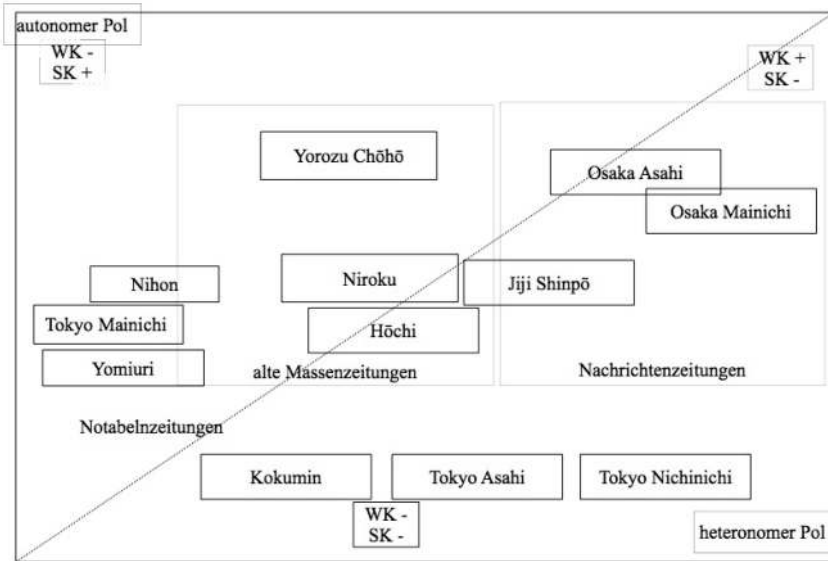 autonomer Pol
WK -
SK +
WK +
SK -
Yorozu Chōhō
Osaka Asahi
Osaka Mainichi
Nihon
Niroku
Jiji Shinpō
Tokyo Mainichi
Hōchi
Yomiuri
alte Massenzeitungen
Nachrichtenzeitungen
Notabelnzeitungen
Kokumin
Tokyo Asahi
Tokyo Nichinichi
WK -
SK -
heteronomer Pol